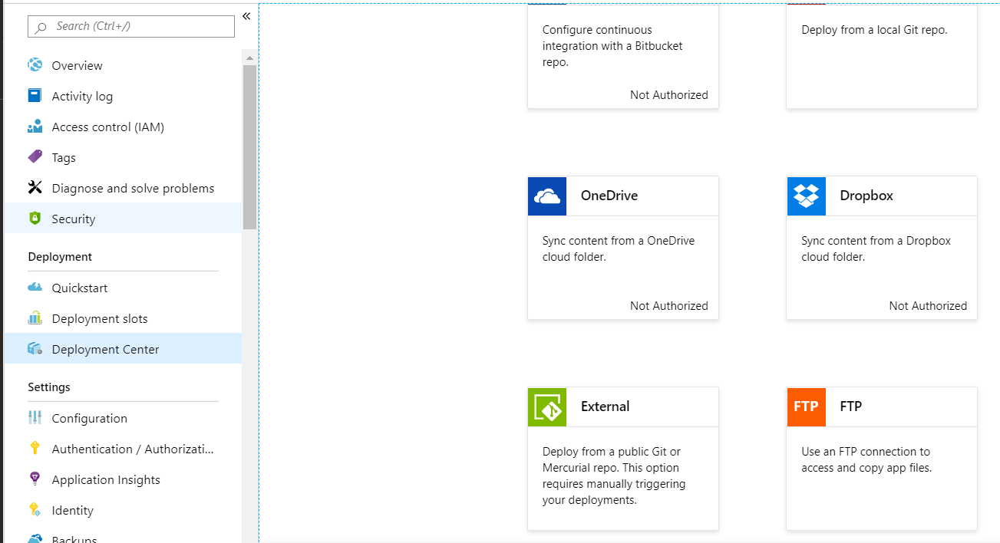 Search (Ctrl+/)
«
Overview
Activity log
Access control (IAM)
Tags
Diagnose and solve problems
Security
Deployment
Quickstart
Deployment slots
Deployment Center
Settings
Configuration
Authentication / Authorizati...
Application Insights
Identity
Backups
Configure continuous
integration with a Bitbucket
repo.
Not Authorized
Deploy from a local Git repo.
OneDrive
Sync content from a OneDrive
cloud folder.
Not Authorized
Dropbox
Sync content from a Dropbox
cloud folder.
Not Authorized
External
Deploy from a public Git or
Mercurial repo. This option
requires manually triggering
your deployments.
FTP
FTP
Use an FTP connection to
access and copy app files.